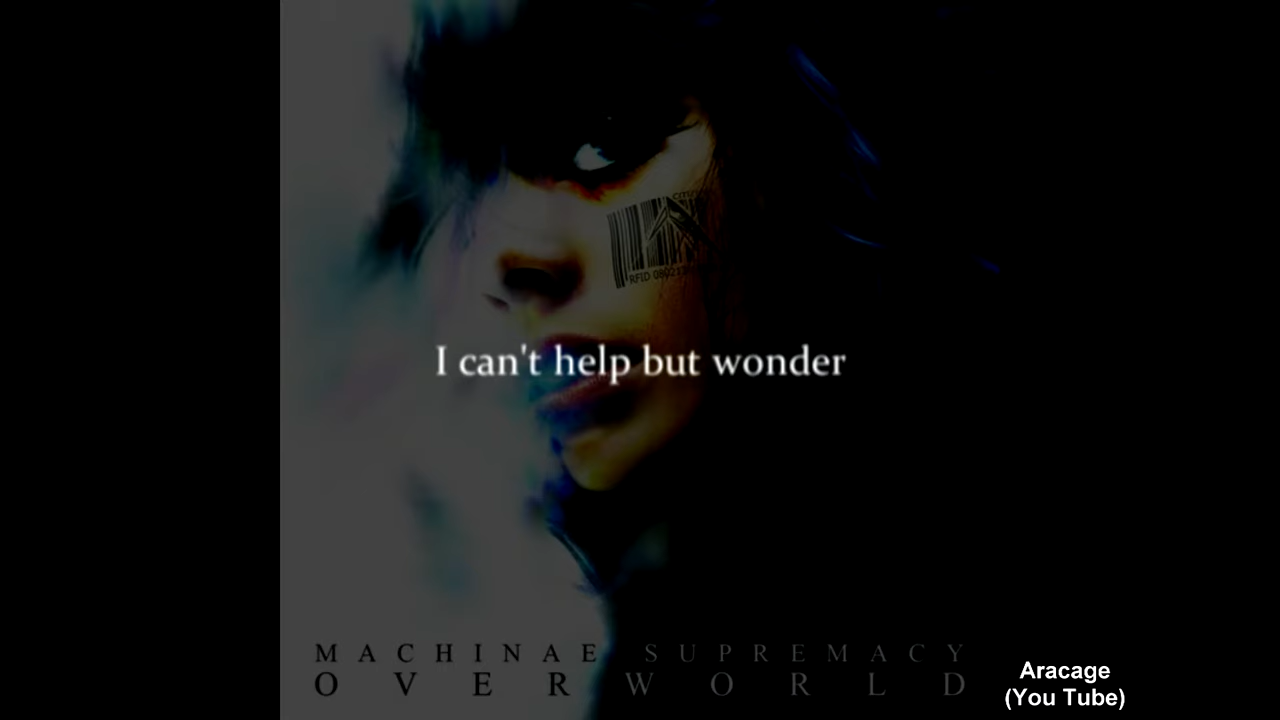 I can't help but wonder
MACHINAE SUPREMACY
OVERWORLD
Aracage
(You Tube)